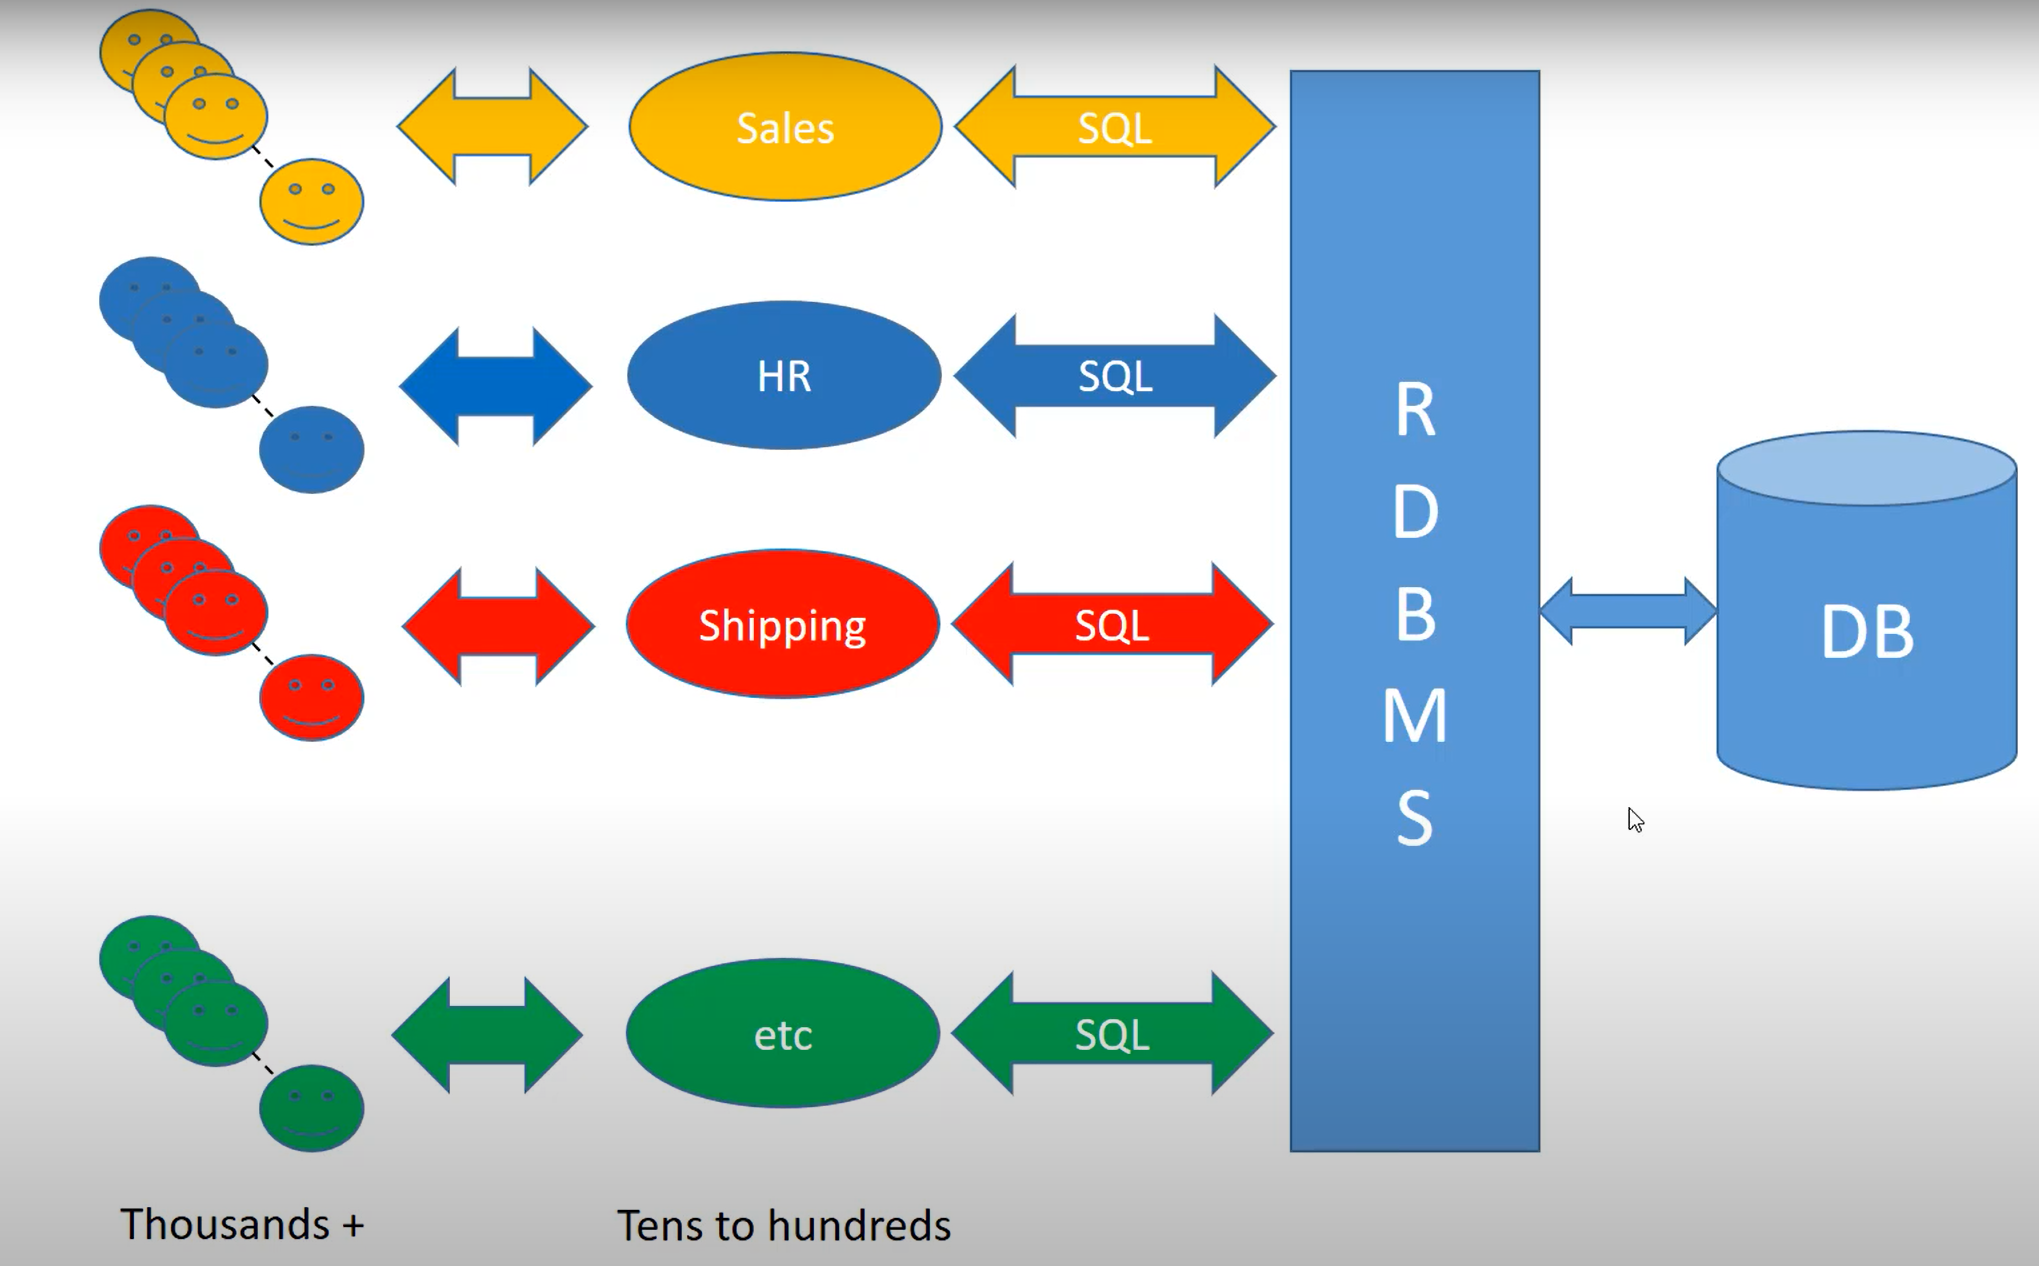 Sales
SQL
HR
SQL
Shipping
SQL
etc
SQL
R
D
B
M
S
DB
Thousands +
Tens to hundreds